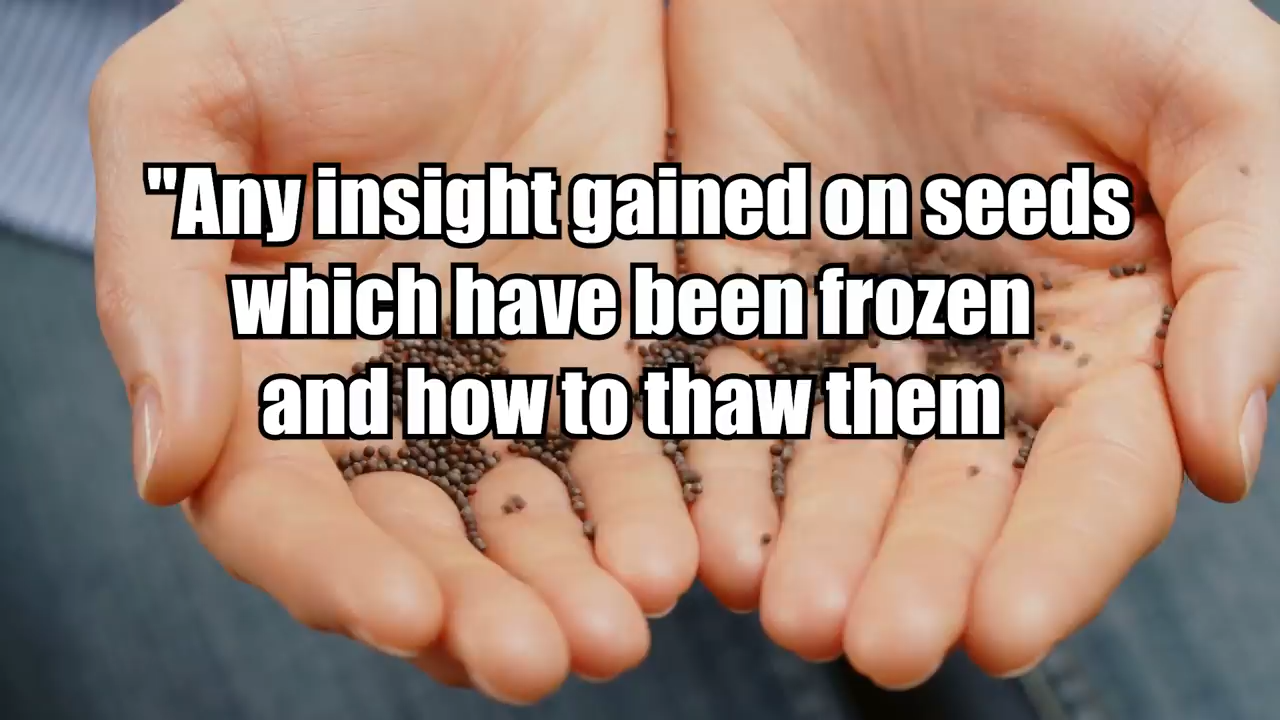 "Any insight gained on seeds
which have been frozen
and how to thaw them